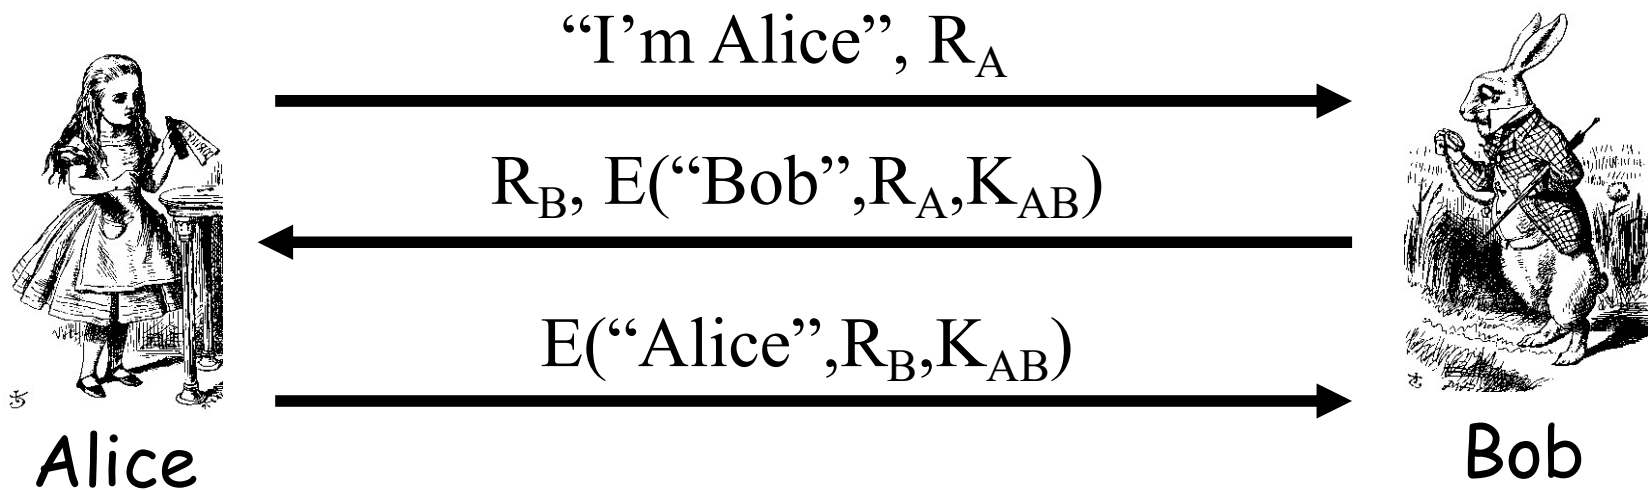 “I’m Alice”, R_A
R_B, E(“Bob”,R_A,K_AB)
E(“Alice”,R_B,K_AB)
Alice
Bob